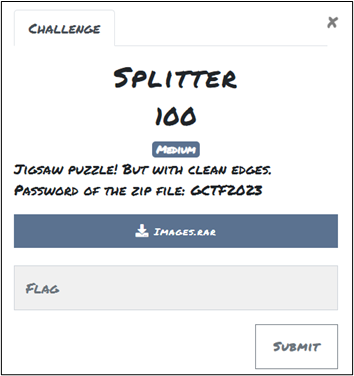 Challenge
×
Splitter
100
Medium
Jigsaw puzzle! But with clean edges.
Password of the zip file: GCTF2023
Images.rar
Flag
Submit